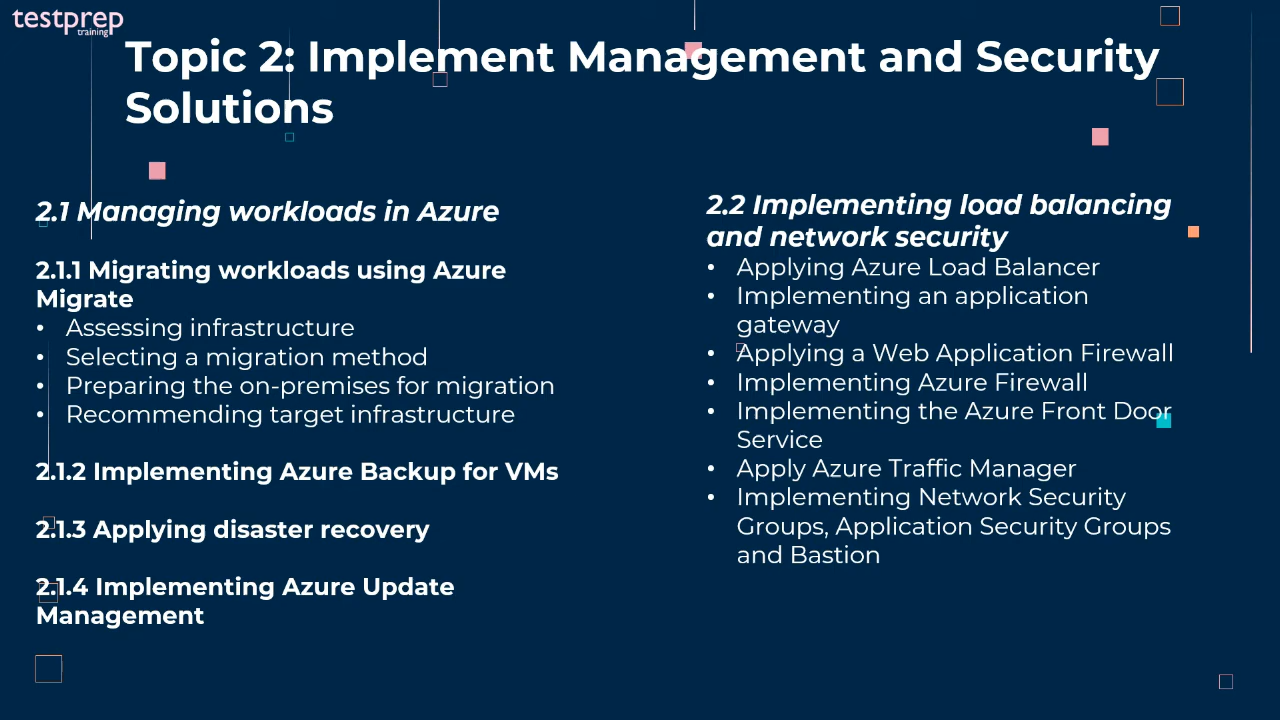 testprep
training
Topic 2: Implement Management and Security
Solutions
2.1 Managing workloads in Azure
2.1.1 Migrating workloads using Azure
Migrate
• Assessing infrastructure
• Selecting a migration method
• Preparing the on-premises for migration
• Recommending target infrastructure
2.1.2 Implementing Azure Backup for VMs
2.1.3 Applying disaster recovery
2.1.4 Implementing Azure Update
Management
2.2 Implementing load balancing
and network security
• Applying Azure Load Balancer
• Implementing an application
gateway
• Applying a Web Application Firewall
• Implementing Azure Firewall
• Implementing the Azure Front Door
Service
• Apply Azure Traffic Manager
• Implementing Network Security
Groups, Application Security Groups
and Bastion